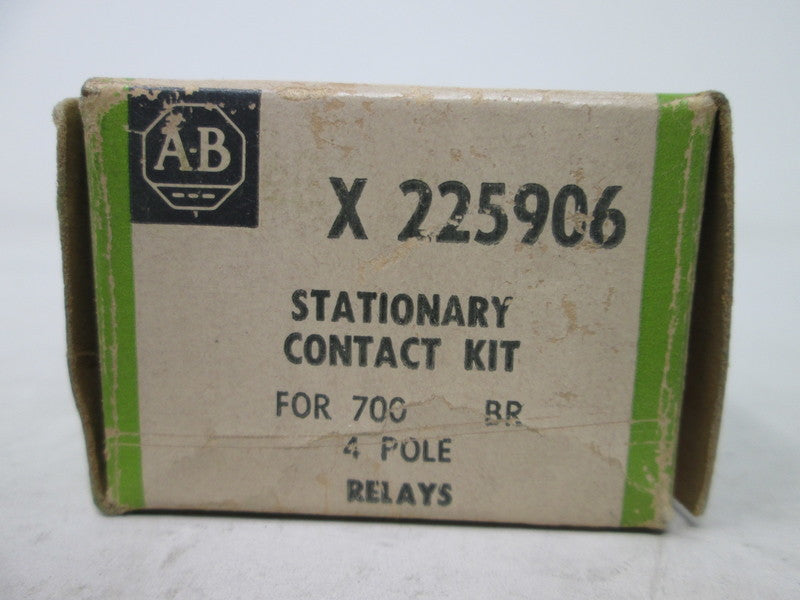 A-B
X 225906
STATIONARY
CONTACT KIT
FOR 700 BR
4 POLE
RELAYS